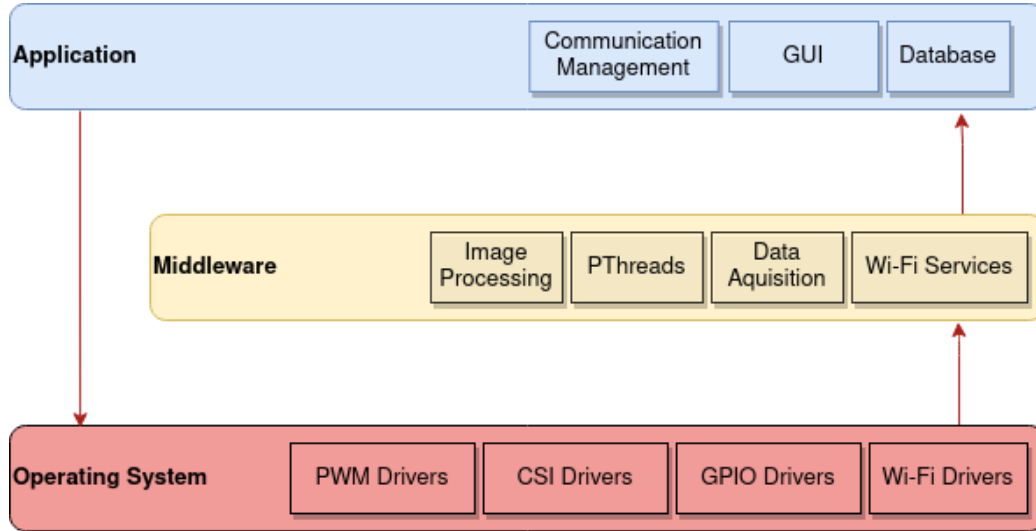 Application
Communication
Management
GUI
Database
Middleware
Image
Processing
PThreads
Data
Aquisition
Wi-Fi Services
Operating System
PWM Drivers
CSI Drivers
GPIO Drivers
Wi-Fi Drivers